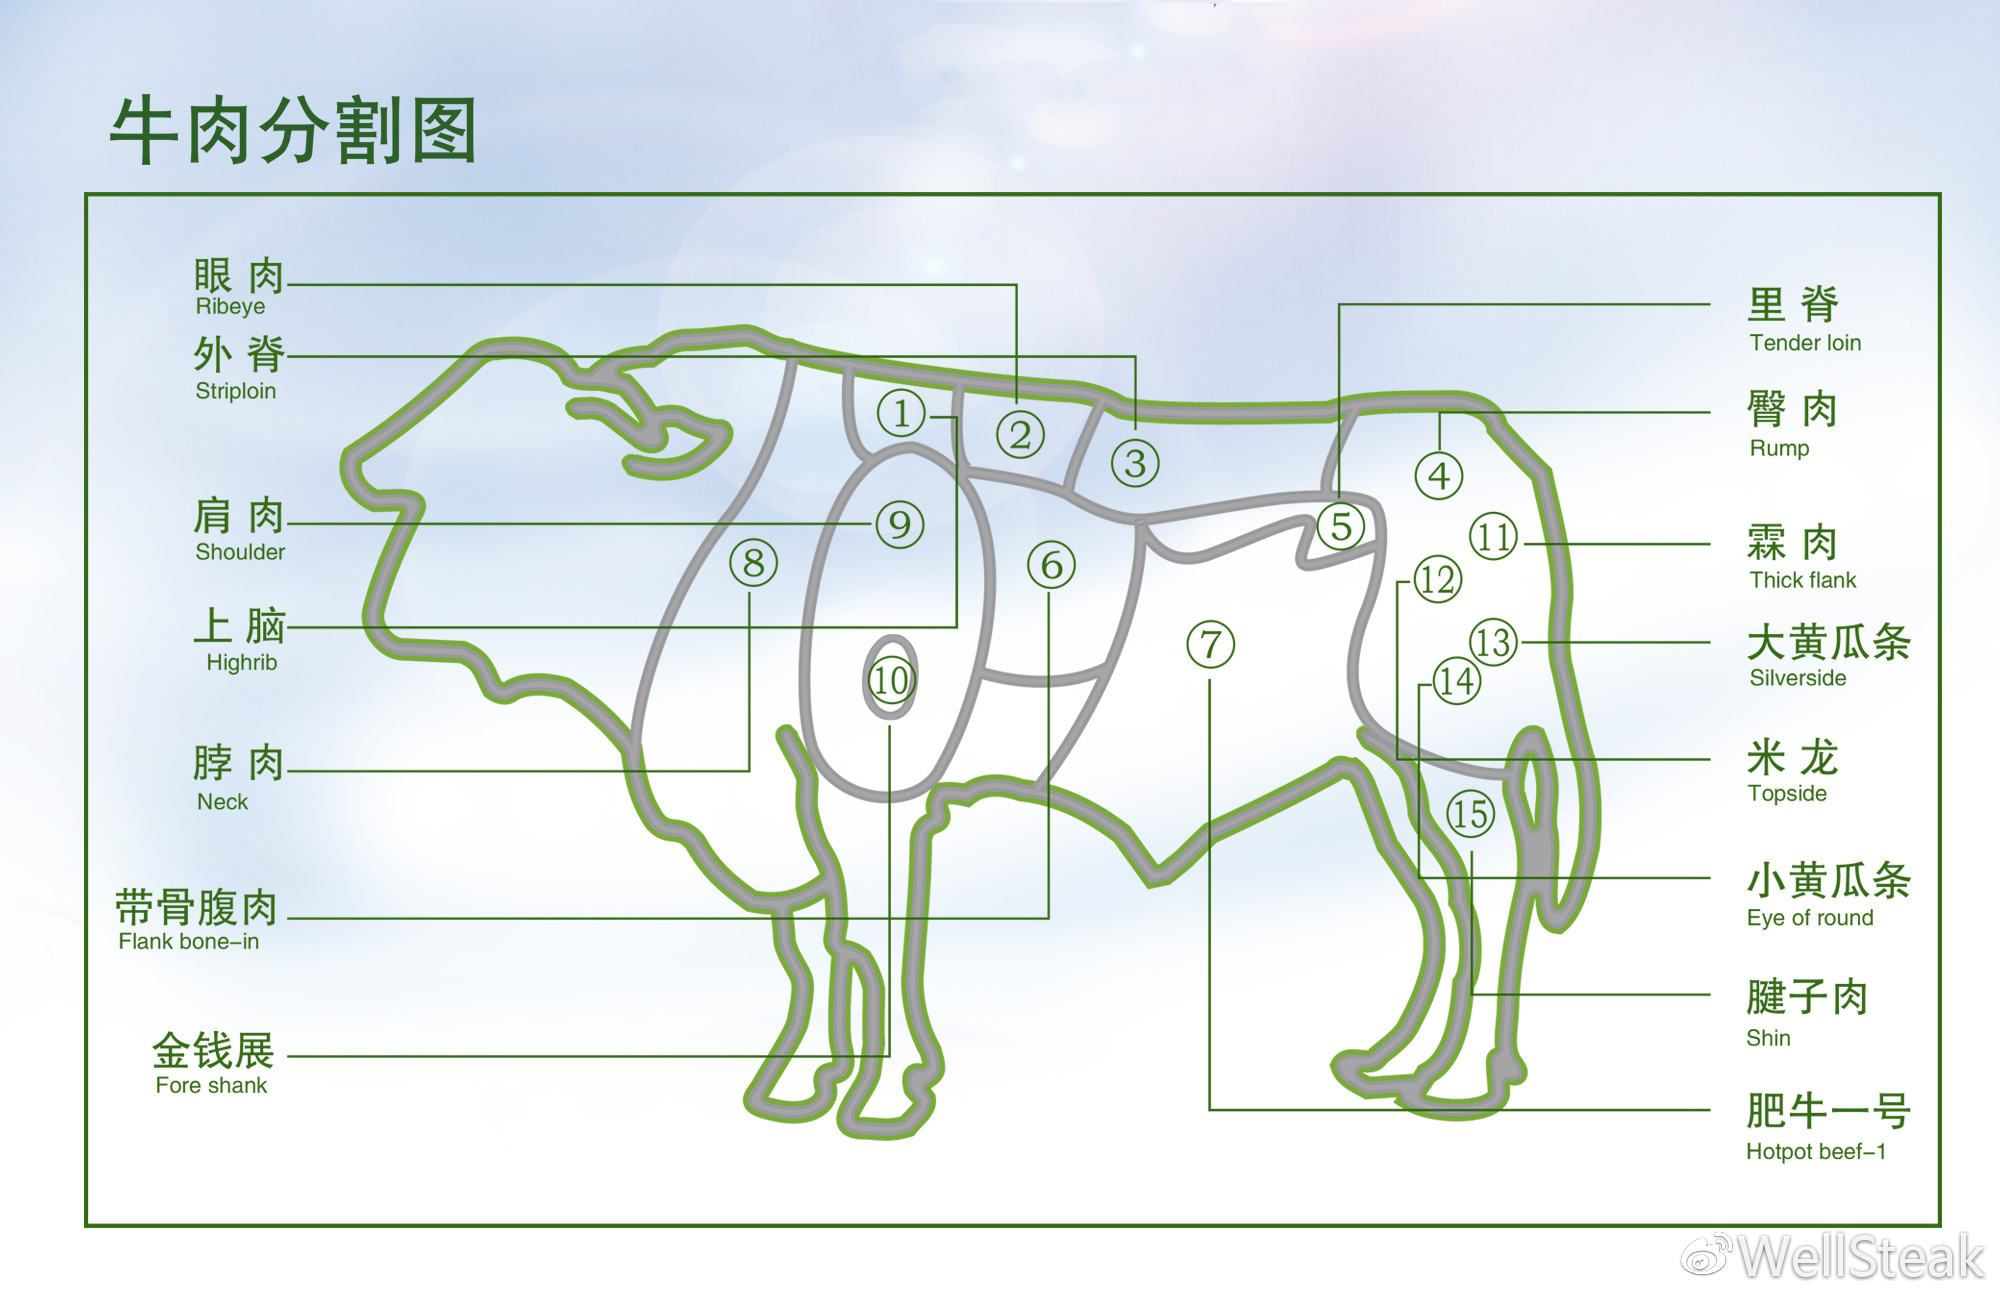 牛肉分割图
眼肉
Ribeye
外脊
Striploin
肩肉
Shoulder
上脑
Highrib
脖肉
Neck
带骨腹肉
Flank bone-in
金钱展
Fore shank
①
②
③
④
⑤
⑥
⑦
⑧
⑨
⑩
⑪
⑫
⑬
⑭
⑮
里脊
Tender loin
臀肉
Rump
霖肉
Thick flank
大黄瓜条
Silverside
米龙
Topside
小黄瓜条
Eye of round
腱子肉
Shin
肥牛一号
Hotpot beef-1
WellSteak